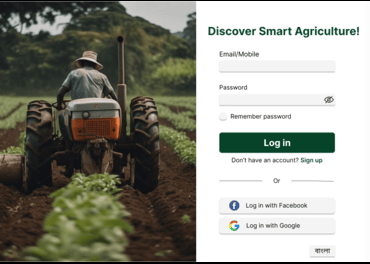 Discover Smart Agriculture!
Email/Mobile
Password
Remember password
Log in
Don't have an account? Sign up
Or
Log in with Facebook
Log in with Google
বাংলা